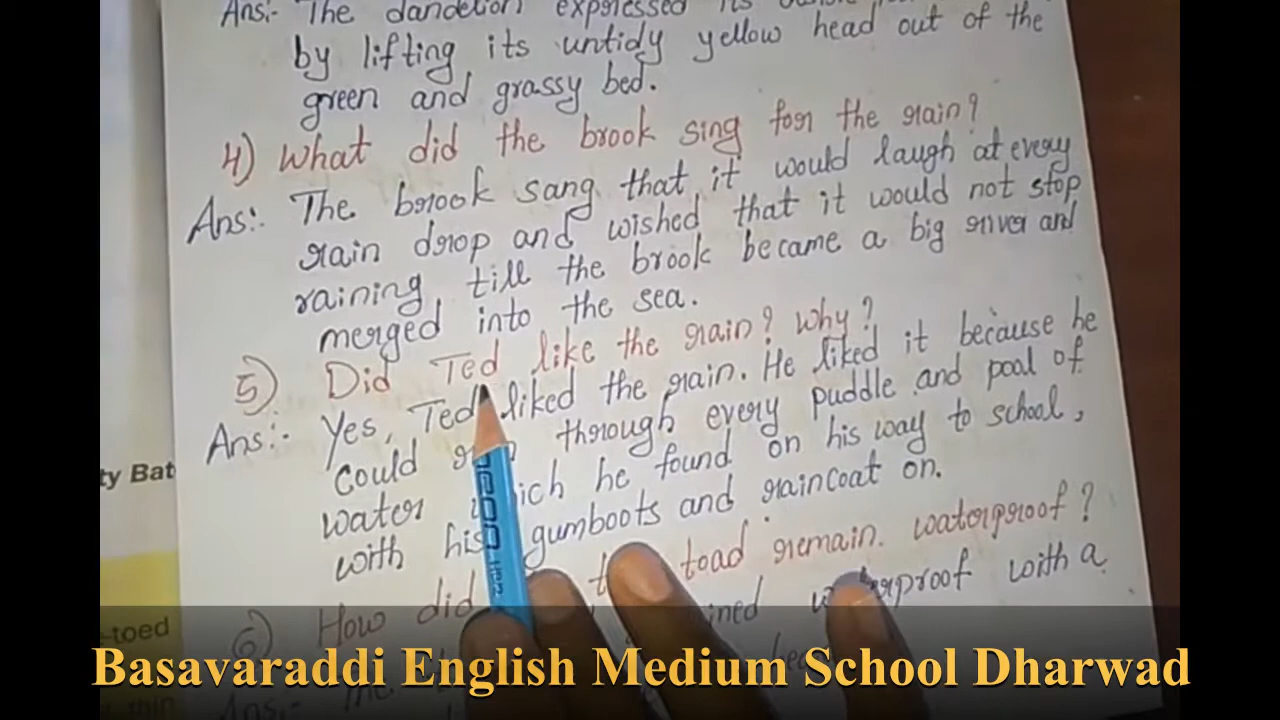 Ans:- The dandelion expressed its
by lifting its untidy yellow head out of the
green and grassy bed.
4) What did the brook sing for the rain?
Ans:- The brook sang that it would laugh at every
rain drop and wished that it would not stop
raining till the brook became a big river and
merged into the sea.
5) Did Ted like the rain? Why?
Ans:- Yes, Ted liked the rain. He liked it because he
could through every puddle and pool of
water which he found on his way to school,
with his gumboots and raincoat on.
6) How did toad remain waterproof?
Ans:- The waterproof with a
ty Bat
-toed
neon
Basavaraddi English Medium School Dharwad